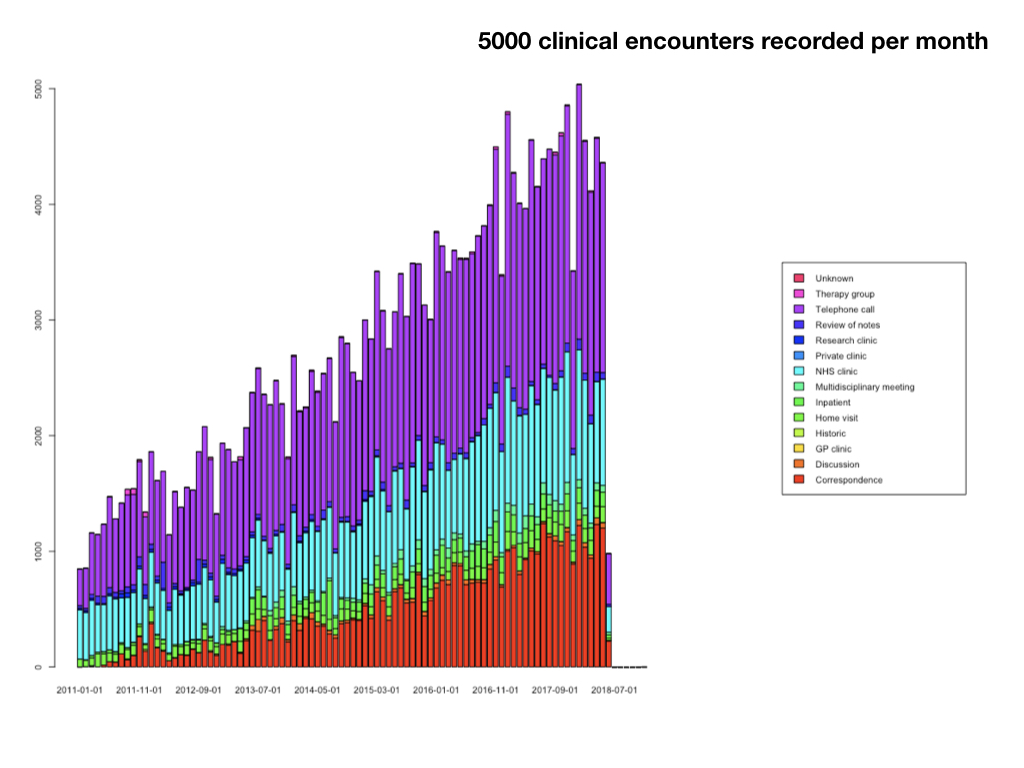 5000 clinical encounters recorded per month
5000
4000
3000
2000
1000
0
2011-01-01 2011-11-01 2012-09-01 2013-07-01 2014-05-01 2015-03-01 2016-01-01 2016-11-01 2017-09-01 2018-07-01
Unknown
Therapy group
Telephone call
Review of notes
Research clinic
Private clinic
NHS clinic
Multidisciplinary meeting
Inpatient
Home visit
Historic
GP clinic
Discussion
Correspondence